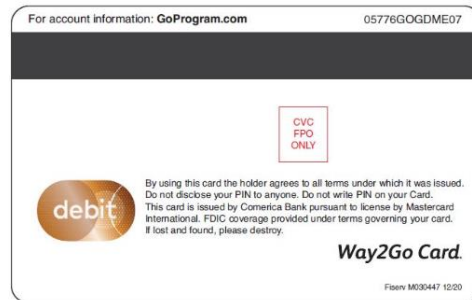 For account information: GoProgram.com 05776GOGDME07
CVC
FPO
ONLY
By using this card the holder agrees to all terms under which it was issued.
Do not disclose your PIN to anyone. Do not write PIN on your Card.
This card is issued by Comerica Bank pursuant to license by Mastercard
International. FDIC coverage provided under terms governing your card.
If lost and found, please destroy.
debit
Way2Go Card.
Fiserv M030447 12/20